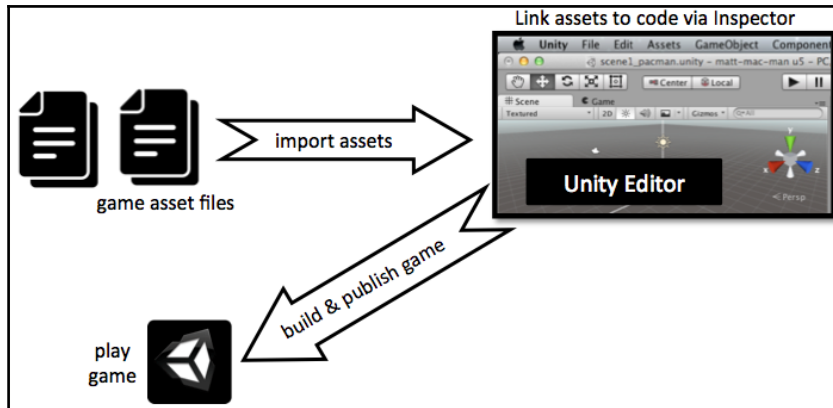 Link assets to code via Inspector
Unity File Edit Assets GameObject Component
scene1_pacman.unity - matt-mac-man u5 - PC,
Center Local
Scene Game
Textured 2D Gizmos All
y
x z
Persp
Unity Editor
import assets
game asset files
build & publish game
play
game